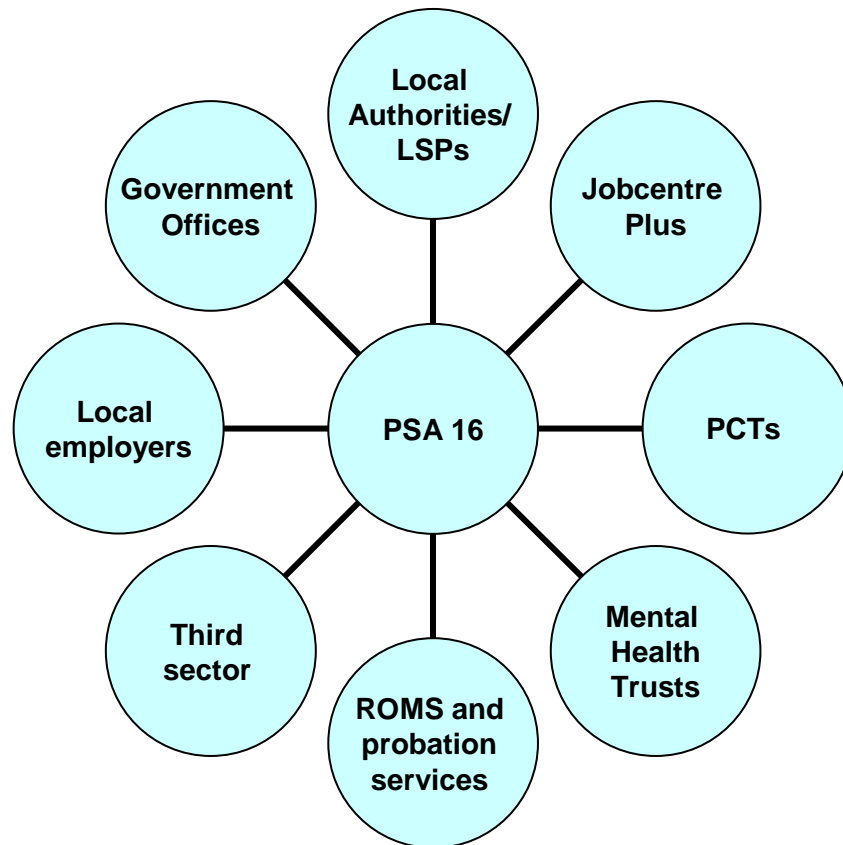 Local
Authorities/
LSPs
Government
Offices
Jobcentre
Plus
Local
employers
PSA 16
PCTs
Third
sector
Mental
Health
Trusts
ROMS and
probation
services